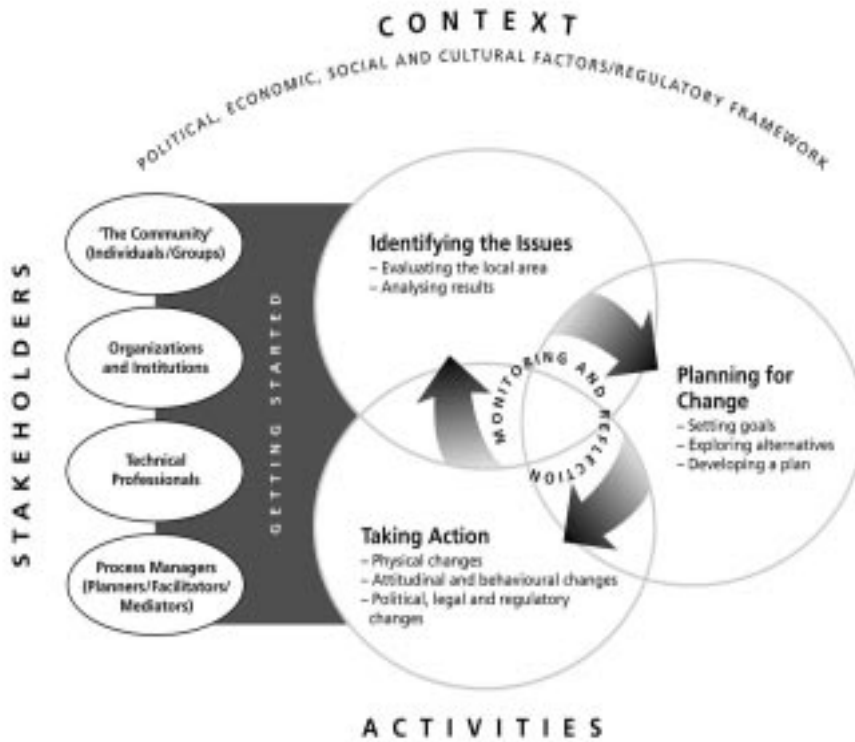 CONTEXT
POLITICAL, ECONOMIC, SOCIAL AND CULTURAL FACTORS/REGULATORY FRAMEWORK
STAKEHOLDERS
'The Community'
(Individuals/Groups)
Organizations
and Institutions
Technical
Professionals
Process Managers
(Planners/Facilitators/
Mediators)
GETTING STARTED
Identifying the Issues
– Evaluating the local area
– Analysing results
MONITORING AND REFLECTION
Planning for
Change
– Setting goals
– Exploring alternatives
– Developing a plan
Taking Action
– Physical changes
– Attitudinal and behavioural changes
– Political, legal and regulatory
changes
ACTIVITIES